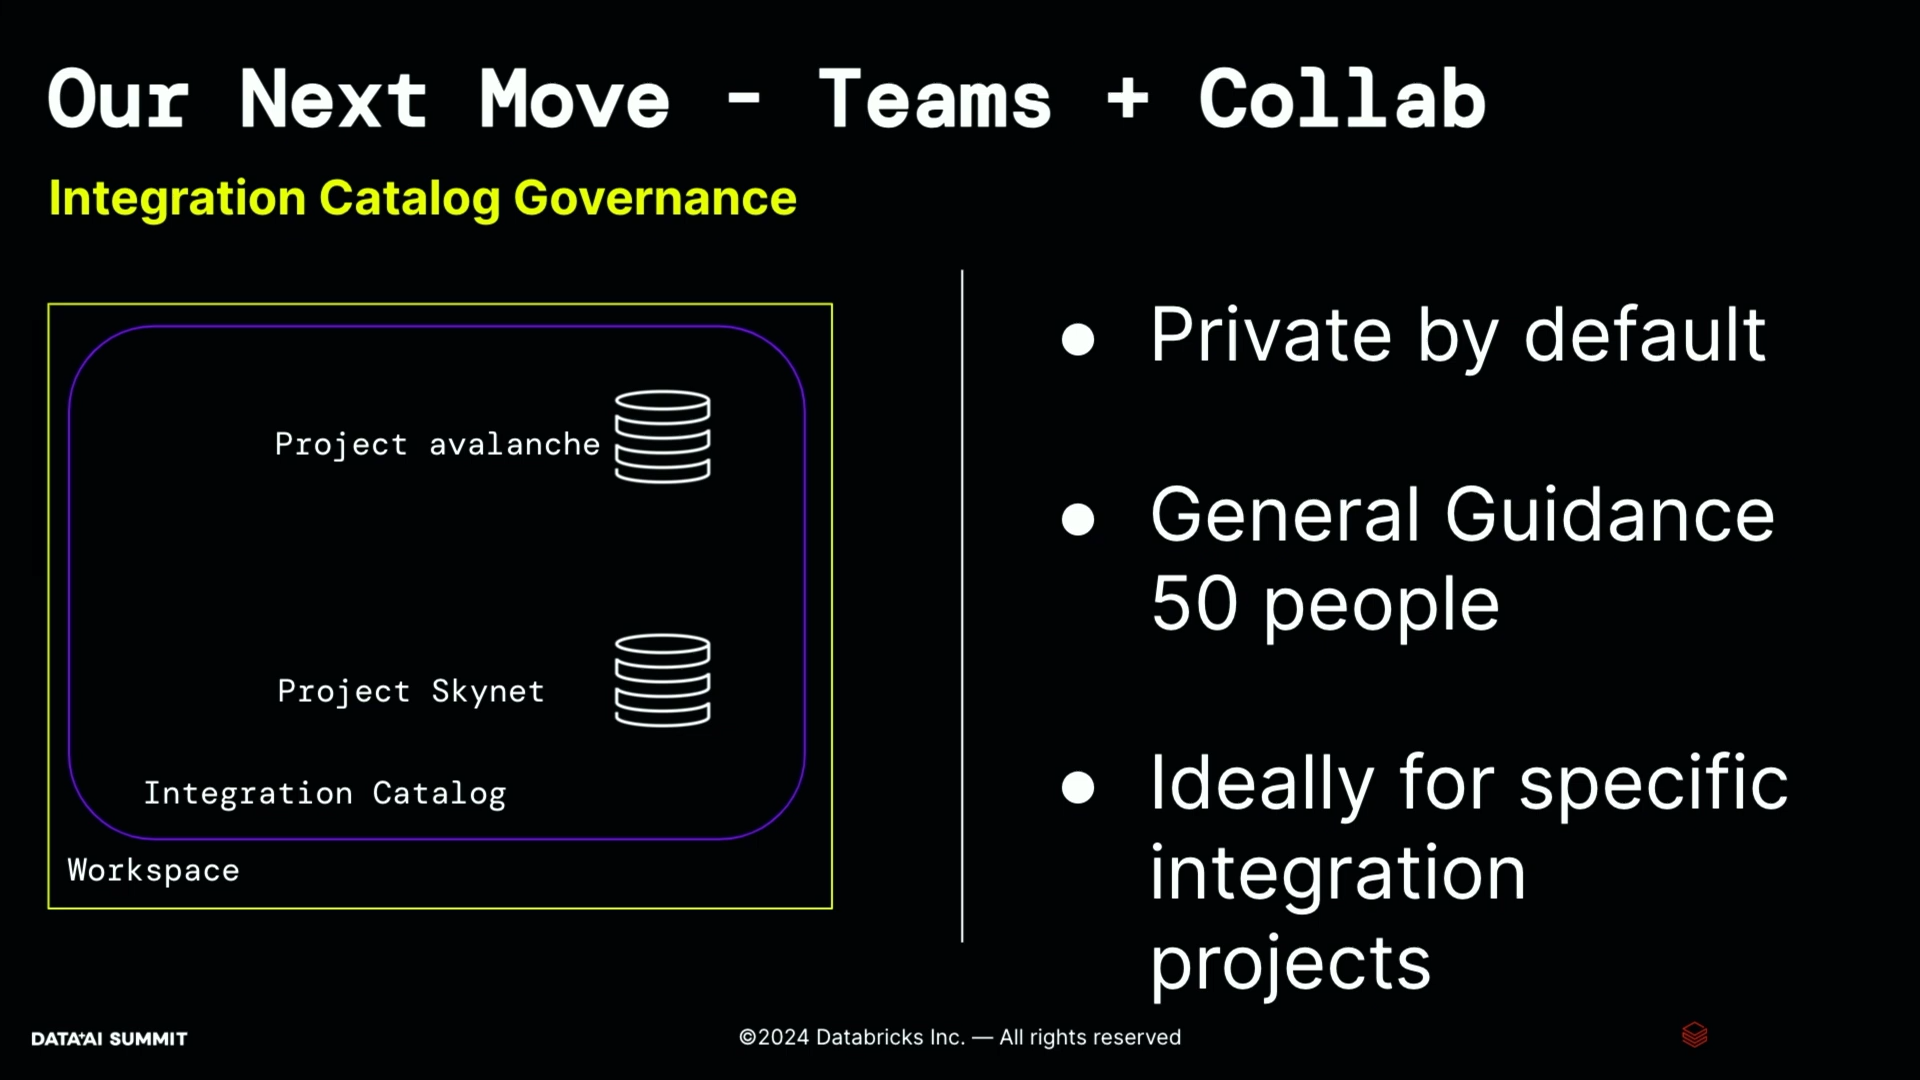 Our Next Move - Teams + Collab
Integration Catalog Governance
Project avalanche
Project Skynet
Integration Catalog
Workspace
● Private by default
● General Guidance
50 people
● Ideally for specific
integration
projects
DATA+AI SUMMIT
©2024 Databricks Inc. — All rights reserved